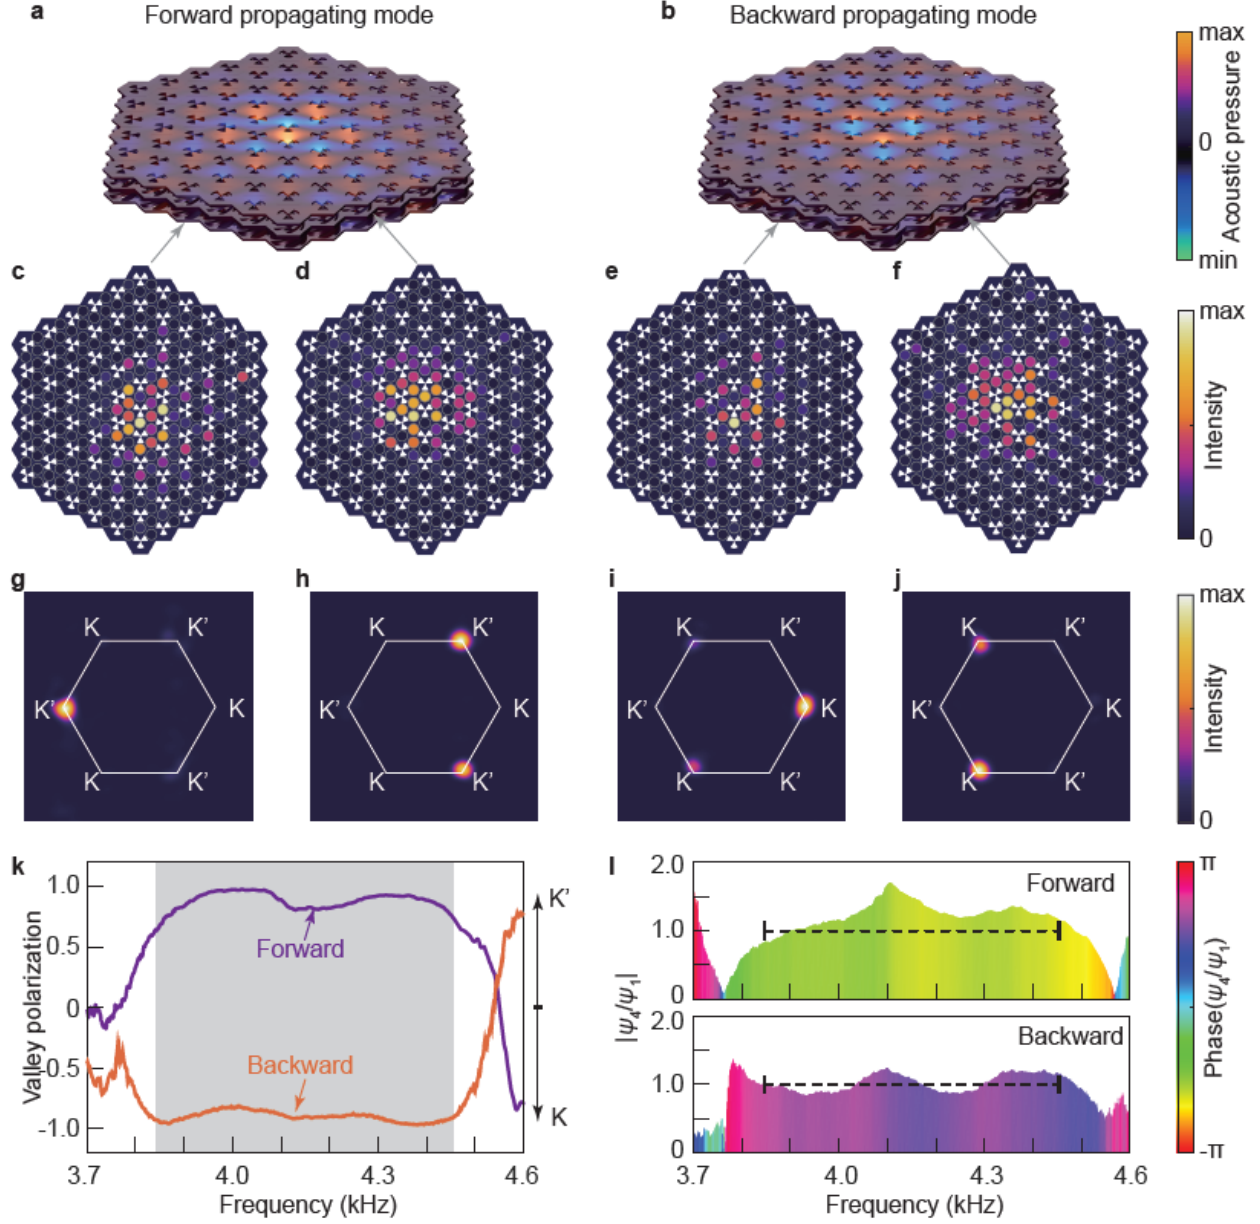 a Forward propagating mode
b Backward propagating mode
max
0
min
Acoustic pressure
c
d
e
f
max
0
Intensity
g
K
K'
K'
K
K
K'
h
K
K'
K'
K
K
K'
i
K
K'
K'
K
K
K'
j
K
K'
K'
K
K
K'
max
0
Intensity
k
Valley polarization
1.0
0.5
0
-0.5
-1.0
Forward
Backward
K'
K
3.7
4.0
4.3
4.6
Frequency (kHz)
l
|ψ4/ψ1|
2.0
1.0
0
Forward
2.0
1.0
0
Backward
3.7
4.0
4.3
4.6
Frequency (kHz)
π
-π
Phase(ψ4/ψ1)